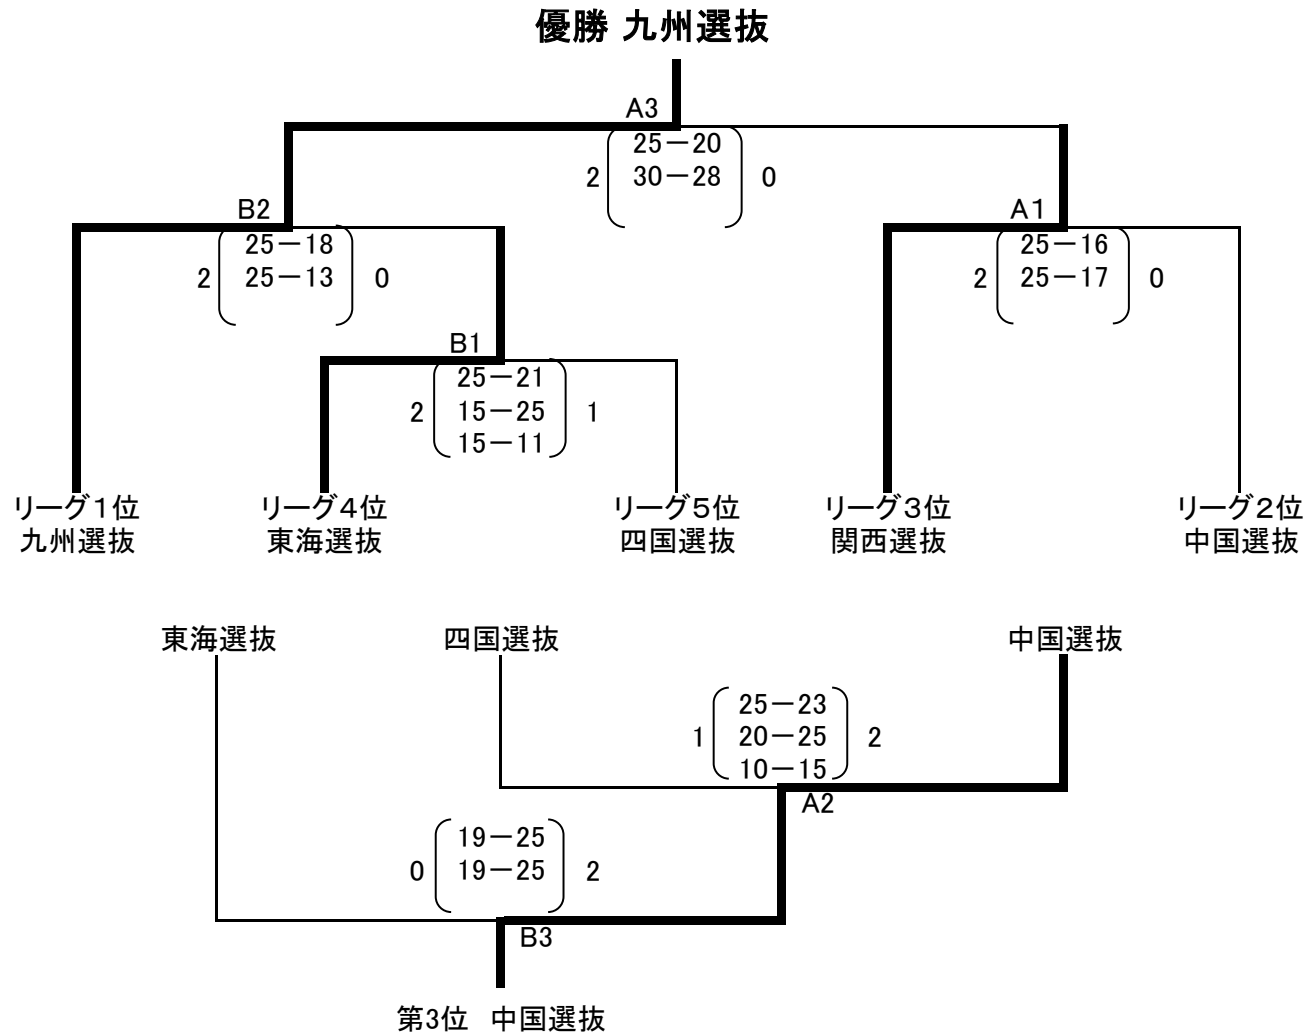 優勝 九州選抜
A3
25－20
2 30－28 0
B2
25－18
2 25－13 0
A1
25－16
2 25－17 0
B1
25－21
2 15－25 1
15－11
リーグ１位 リーグ４位 リーグ５位 リーグ３位 リーグ２位
九州選抜 東海選抜 四国選抜 関西選抜 中国選抜
東海選抜 四国選抜 中国選抜
25－23
1 20－25 2
10－15
A2
19－25
0 19－25 2
B3
第3位 中国選抜